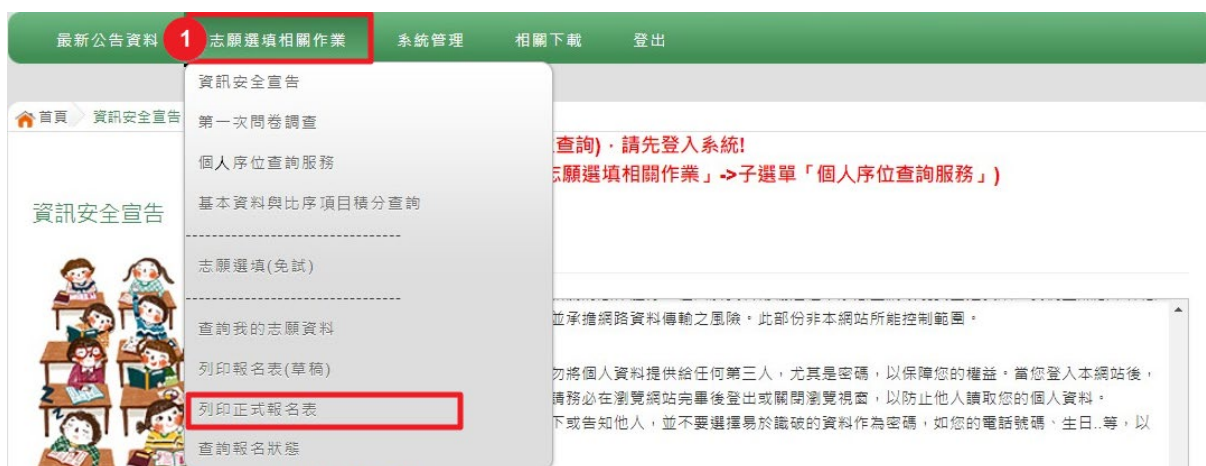 最新公告資料 1 志願選填相關作業 系統管理 相關下載 登出
資訊安全宣告
首頁 資訊安全宣告
第一次問卷調查
查詢)，請先登入系統!
個人序位查詢服務
志願選填相關作業」->子選單「個人序位查詢服務」)
基本資料與比序項目積分查詢
資訊安全宣告
-------------------------------
志願選填(免試)
-------------------------------
並承擔網路資料傳輸之風險。此部份非本網站所能控制範圍。
查詢我的志願資料
列印報名表(草稿)
勿將個人資料提供給任何第三人，尤其是密碼，以保障您的權益。當您登入本網站後，
請務必在瀏覽網站完畢後登出或關閉瀏覽視窗，以防止他人讀取您的個人資料。
列印正式報名表
下或告知他人，並不要選擇易於識破的資料作為密碼，如您的電話號碼、生日..等，以
查詢報名狀態